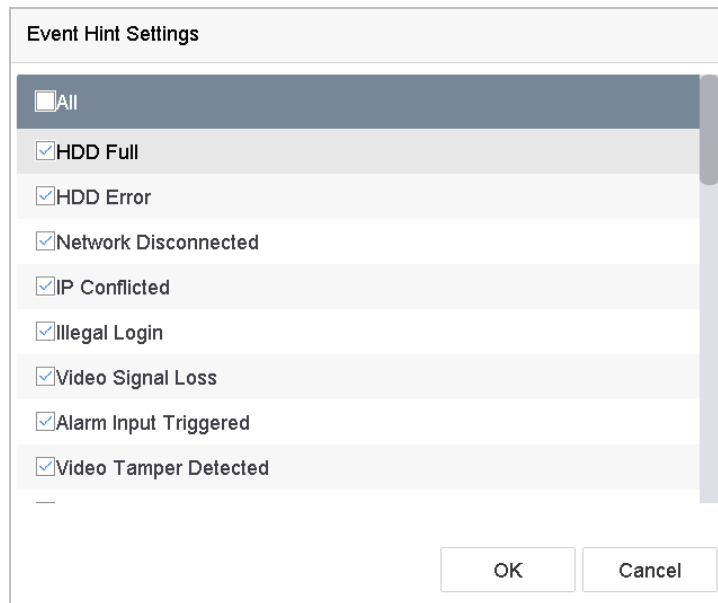 Event Hint Settings
All
HDD Full
HDD Error
Network Disconnected
IP Conflicted
Illegal Login
Video Signal Loss
Alarm Input Triggered
Video Tamper Detected
OK
Cancel